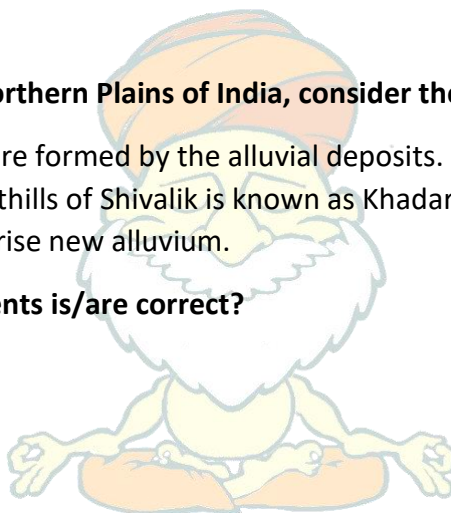 orthern Plains of India, consider the
re formed by the alluvial deposits.
thills of Shivalik is known as Khadar
rise new alluvium.
ents is/are correct?